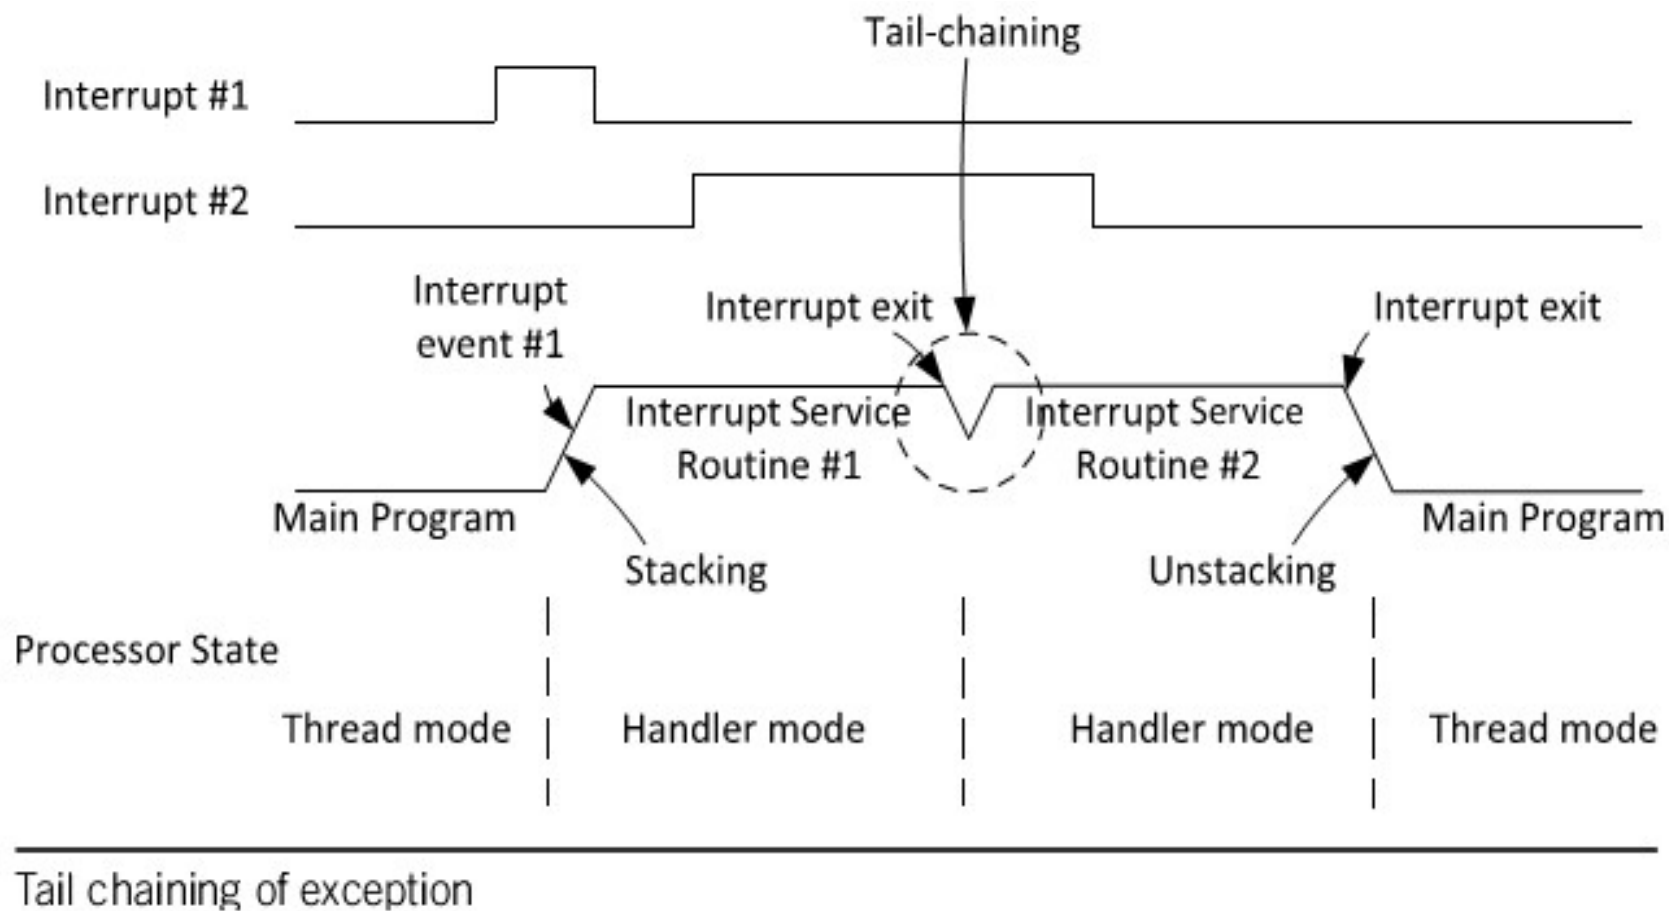 Tail-chaining
Interrupt #1
Interrupt #2
Interrupt
event #1
Interrupt exit
Interrupt exit
Interrupt Service
Routine #1
Interrupt Service
Routine #2
Main Program
Main Program
Stacking
Unstacking
Processor State
Thread mode
Handler mode
Handler mode
Thread mode
Tail chaining of exception